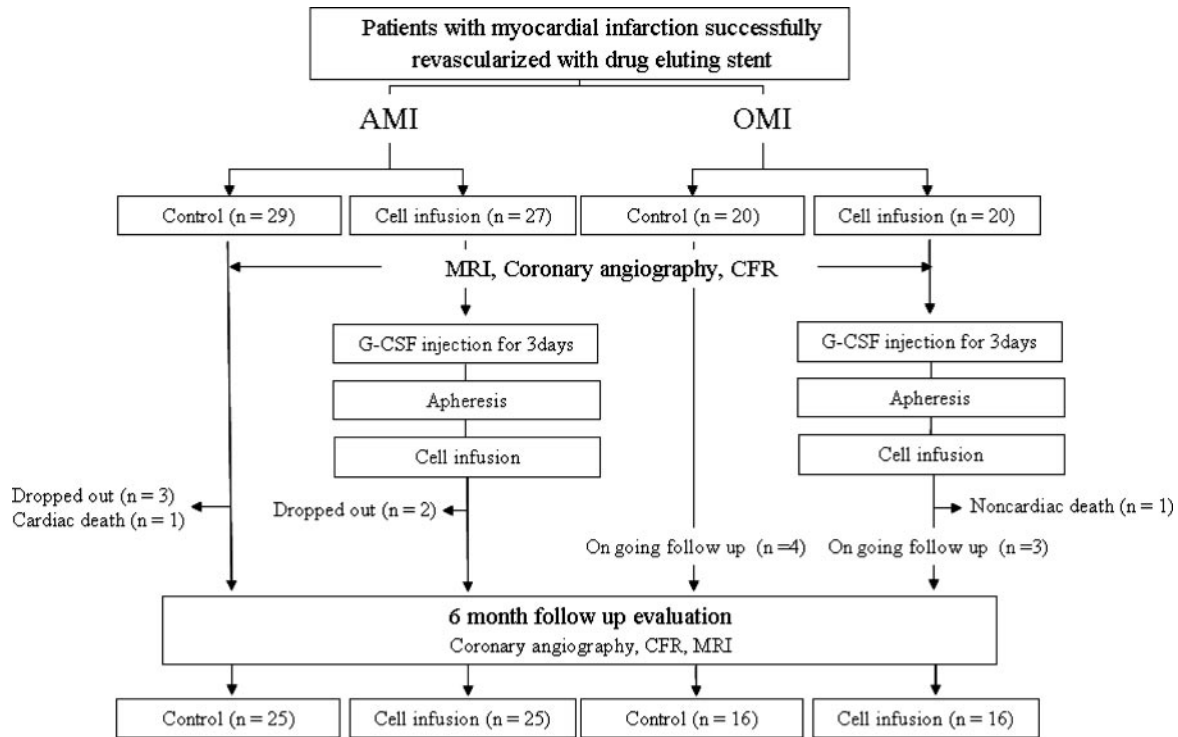 Patients with myocardial infarction successfully
revascularized with drug eluting stent
AMI
OMI
Control (n = 29)
Cell infusion (n = 27)
Control (n = 20)
Cell infusion (n = 20)
MRI, Coronary angiography, CFR
G-CSF injection for 3days
G-CSF injection for 3days
Apheresis
Apheresis
Cell infusion
Cell infusion
Dropped out (n = 3)
Cardiac death (n = 1)
Dropped out (n = 2)
Noncardiac death (n = 1)
On going follow up (n =4)
On going follow up (n =3)
6 month follow up evaluation
Coronary angiography, CFR, MRI
Control (n = 25)
Cell infusion (n = 25)
Control (n = 16)
Cell infusion (n = 16)